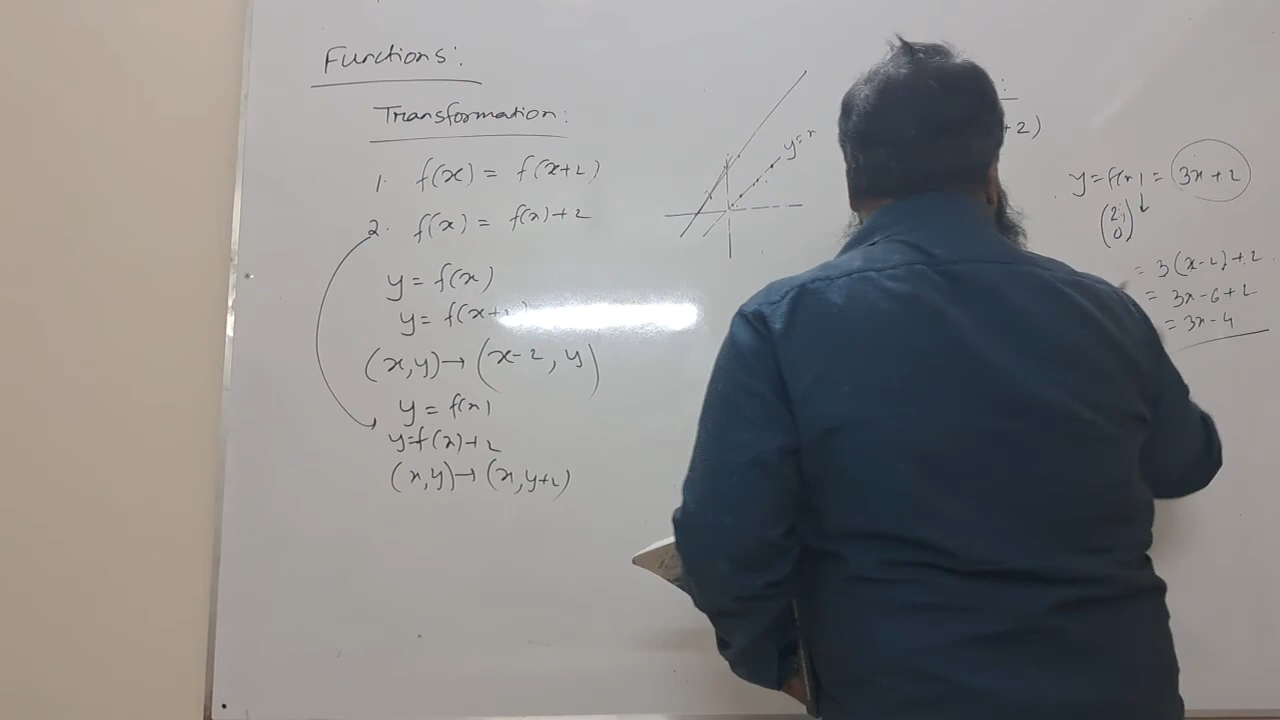 Functions:
Transformation:
1. f(x) = f(x+2)
2. f(x) = f(x)+2
y = f(x)
y = f(x+
(x,y) → (x-2, y)
y = f(x)
y=f(x)+2
(x,y) → (x, y+2)
y=x
+2)
y = f(x) = 3x+2
= 3(x-2)+2
= 3x-6+2
= 3x-4